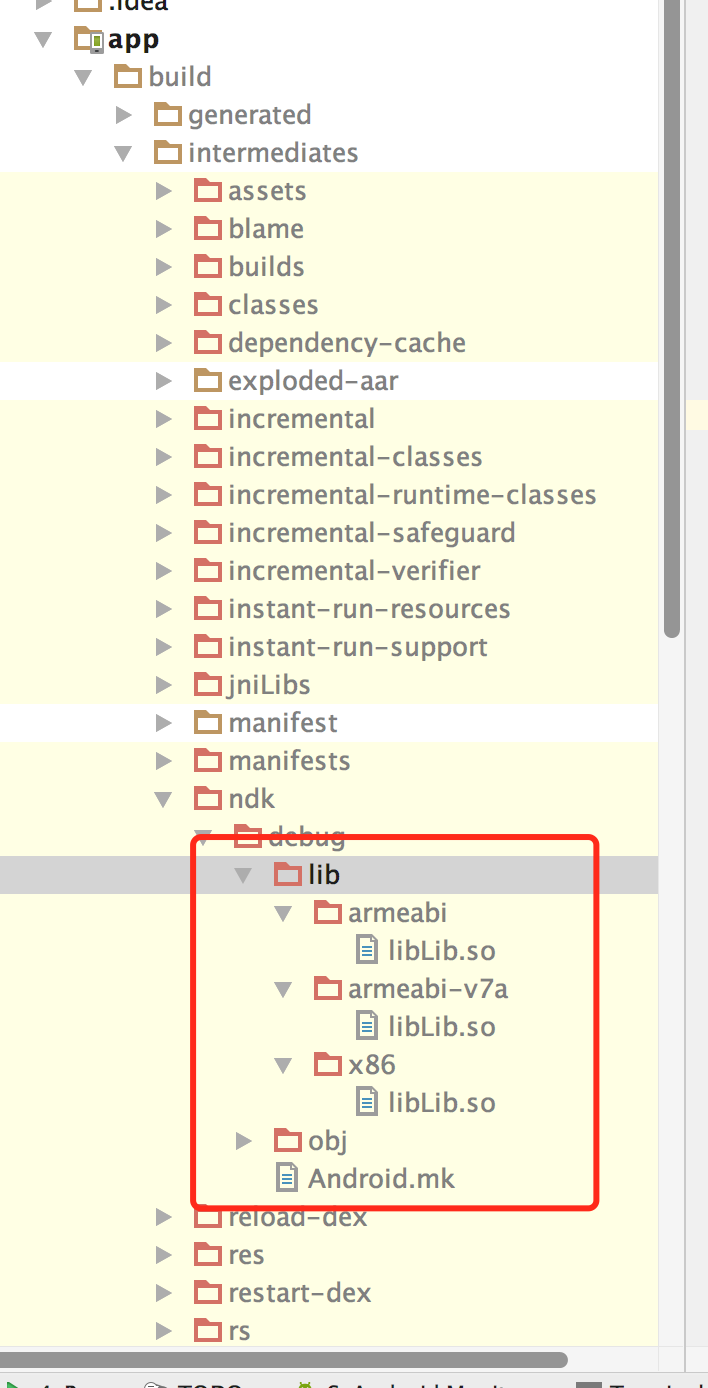 .idea
app
build
generated
intermediates
assets
blame
builds
classes
dependency-cache
exploded-aar
incremental
incremental-classes
incremental-runtime-classes
incremental-safeguard
incremental-verifier
instant-run-resources
instant-run-support
jniLibs
manifest
manifests
ndk
debug
lib
armeabi
libLib.so
armeabi-v7a
libLib.so
x86
libLib.so
obj
Android.mk
reload-dex
res
restart-dex
rs
TODO